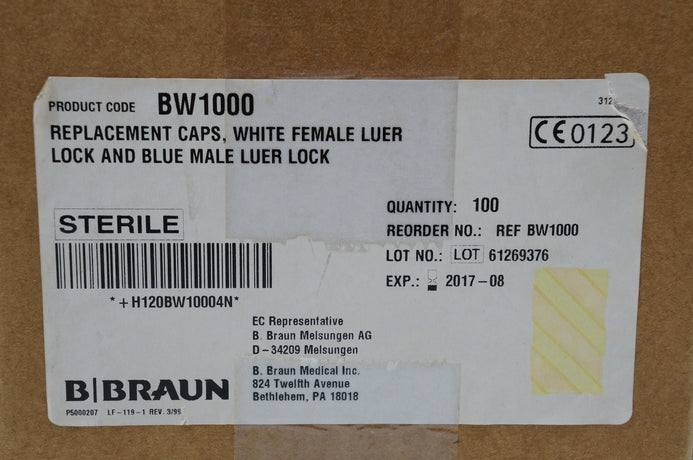 PRODUCT CODE BW1000
312
REPLACEMENT CAPS, WHITE FEMALE LUER
LOCK AND BLUE MALE LUER LOCK
CE 0123
STERILE
QUANTITY: 100
REORDER NO.: REF BW1000
LOT NO.: LOT 61269376
EXP.: 2017-08
*+H120BW10004N*
EC Representative
B. Braun Melsungen AG
D-34209 Melsungen
B. Braun Medical Inc.
824 Twelfth Avenue
Bethlehem, PA 18018
B|BRAUN
P5000207 LF-119-1 REV. 3/99